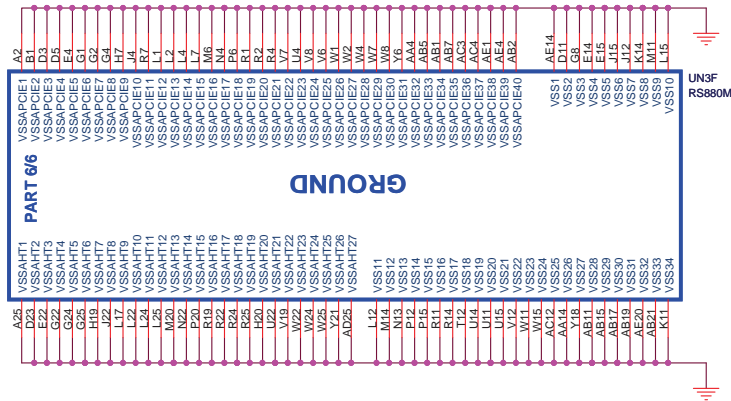 A2
B1
D3
D5
E4
G1
G2
G4
H7
J4
R7
L1
L2
L4
L7
M6
N4
P6
R1
R2
R4
V7
U4
V8
V6
W1
W2
W4
W7
W8
Y6
AA4
AB5
AB1
AB7
AC3
AC4
AE1
AE4
AB2
AE14
D11
G8
E14
E15
J15
J12
K14
M11
L15
UN3F
RS880M
VSSAPCIE1
VSSAPCIE2
VSSAPCIE3
VSSAPCIE4
VSSAPCIE5
VSSAPCIE6
VSSAPCIE7
VSSAPCIE8
VSSAPCIE9
VSSAPCIE10
VSSAPCIE11
VSSAPCIE12
VSSAPCIE13
VSSAPCIE14
VSSAPCIE15
VSSAPCIE16
VSSAPCIE17
VSSAPCIE18
VSSAPCIE19
VSSAPCIE20
VSSAPCIE21
VSSAPCIE22
VSSAPCIE23
VSSAPCIE24
VSSAPCIE25
VSSAPCIE26
VSSAPCIE27
VSSAPCIE28
VSSAPCIE29
VSSAPCIE30
VSSAPCIE31
VSSAPCIE32
VSSAPCIE33
VSSAPCIE34
VSSAPCIE35
VSSAPCIE36
VSSAPCIE37
VSSAPCIE38
VSSAPCIE39
VSSAPCIE40
VSS1
VSS2
VSS3
VSS4
VSS5
VSS6
VSS7
VSS8
VSS9
VSS10
PART 6/6
GROUND
VSSAHT1
VSSAHT2
VSSAHT3
VSSAHT4
VSSAHT5
VSSAHT6
VSSAHT7
VSSAHT8
VSSAHT9
VSSAHT10
VSSAHT11
VSSAHT12
VSSAHT13
VSSAHT14
VSSAHT15
VSSAHT16
VSSAHT17
VSSAHT18
VSSAHT19
VSSAHT20
VSSAHT21
VSSAHT22
VSSAHT23
VSSAHT24
VSSAHT25
VSSAHT26
VSSAHT27
VSS11
VSS12
VSS13
VSS14
VSS15
VSS16
VSS17
VSS18
VSS19
VSS20
VSS21
VSS22
VSS23
VSS24
VSS25
VSS26
VSS27
VSS28
VSS29
VSS30
VSS31
VSS32
VSS33
VSS34
A25
D23
E22
G22
G24
G25
H19
J22
L17
L22
L24
L25
M20
N22
P20
R19
R22
R24
R25
H20
U22
V19
W22
W24
W25
Y21
AD25
L12
M14
N13
P12
P15
R11
R14
T12
U14
U11
U15
V12
W11
W15
AC12
AA14
Y18
AB11
AB15
AB17
AB19
AE20
AB21
K11